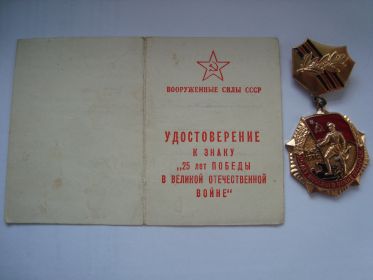 ВООРУЖЕННЫЕ СИЛЫ СССР
УДОСТОВЕРЕНИЕ
К ЗНАКУ
„25 лет ПОБЕДЫ
В ВЕЛИКОЙ ОТЕЧЕСТВЕННОЙ
ВОЙНЕ“